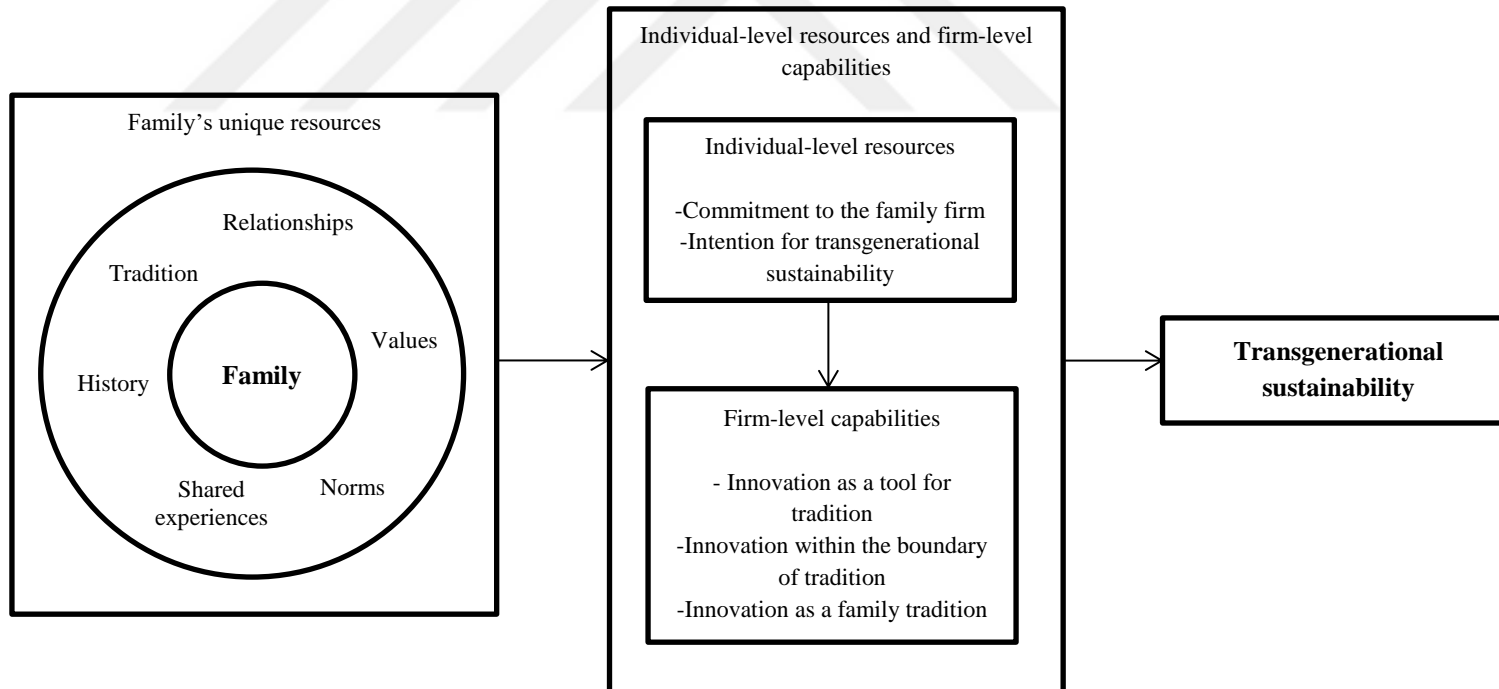 Family’s unique resources
Relationships
Tradition
Values
History
Family
Shared
experiences
Norms
Individual-level resources and firm-level
capabilities
Individual-level resources
-Commitment to the family firm
-Intention for transgenerational
sustainability
Firm-level capabilities
- Innovation as a tool for
tradition
-Innovation within the boundary
of tradition
-Innovation as a family tradition
Transgenerational
sustainability